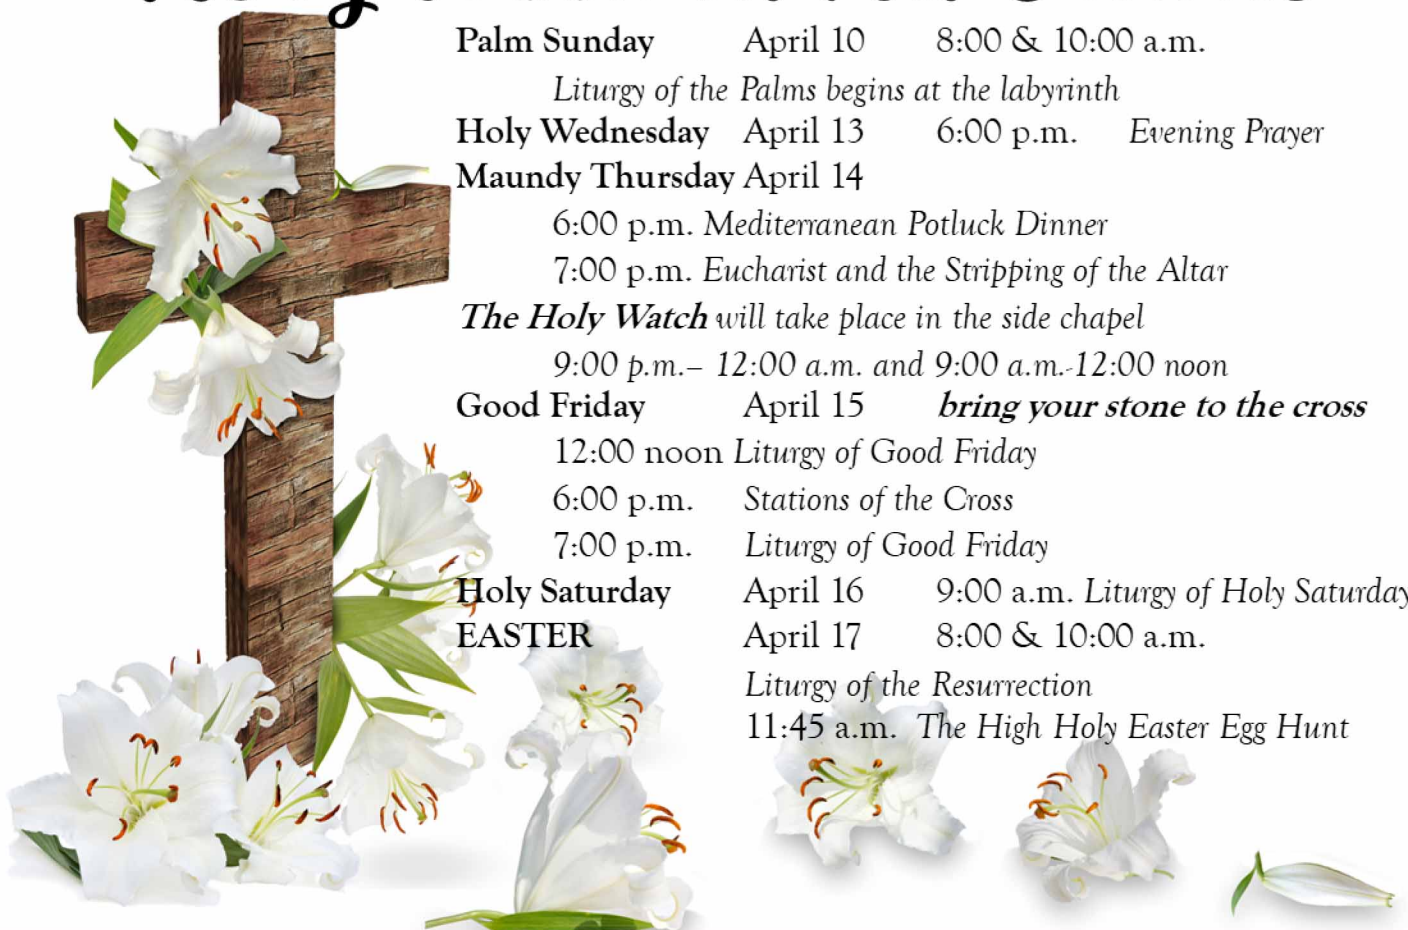 Palm Sunday April 10 8:00 & 10:00 a.m.
Liturgy of the Palms begins at the labyrinth
Holy Wednesday April 13 6:00 p.m. Evening Prayer
Maundy Thursday April 14
6:00 p.m. Mediterranean Potluck Dinner
7:00 p.m. Eucharist and the Stripping of the Altar
The Holy Watch will take place in the side chapel
9:00 p.m.– 12:00 a.m. and 9:00 a.m.-12:00 noon
Good Friday April 15 bring your stone to the cross
12:00 noon Liturgy of Good Friday
6:00 p.m. Stations of the Cross
7:00 p.m. Liturgy of Good Friday
Holy Saturday April 16 9:00 a.m. Liturgy of Holy Saturday
EASTER April 17 8:00 & 10:00 a.m.
Liturgy of the Resurrection
11:45 a.m. The High Holy Easter Egg Hunt